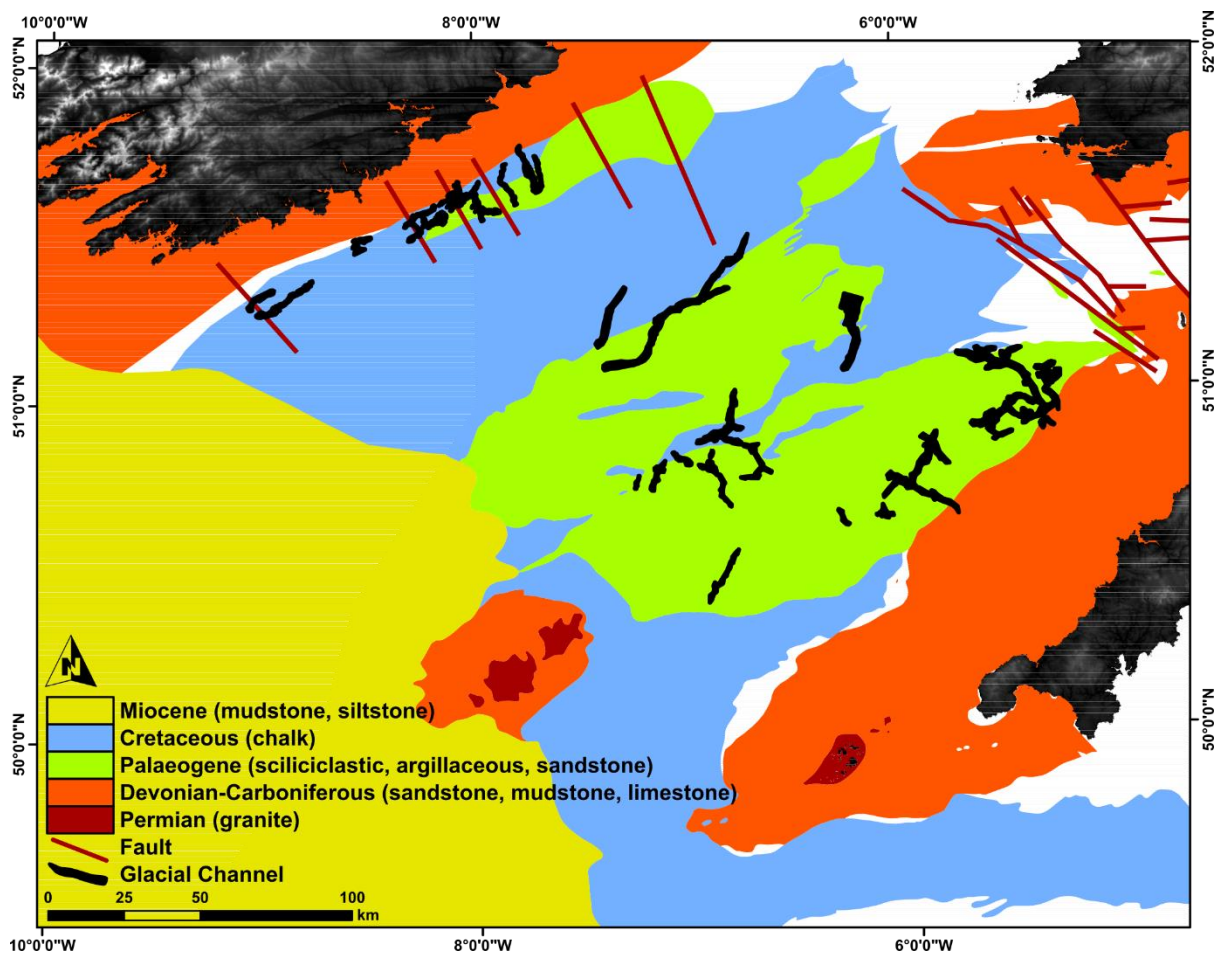 10°0'0"W
8°0'0"W
6°0'0"W
52°0'0"N
52°0'0"N
51°0'0"N
51°0'0"N
50°0'0"N
50°0'0"N
N
Miocene (mudstone, siltstone)
Cretaceous (chalk)
Palaeogene (sciliciclastic, argillaceous, sandstone)
Devonian-Carboniferous (sandstone, mudstone, limestone)
Permian (granite)
Fault
Glacial Channel
0 25 50 100
km
10°0'0"W
8°0'0"W
6°0'0"W